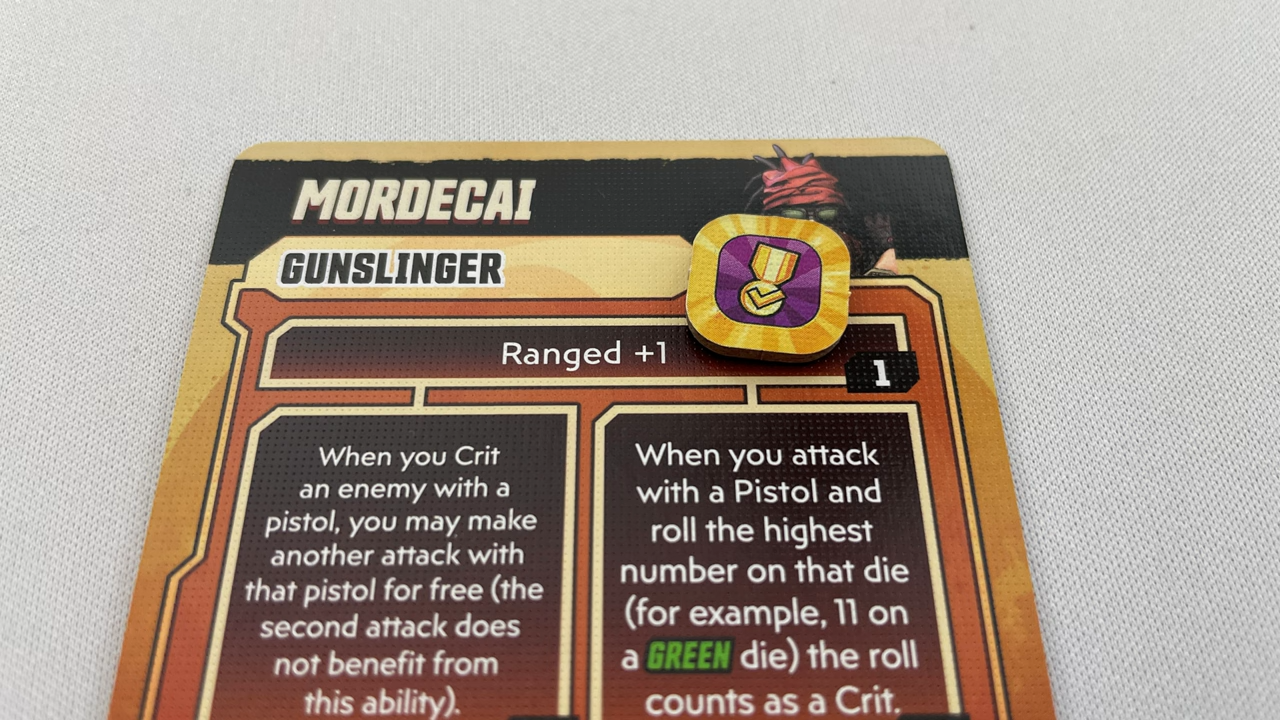 MORDECAI
GUNSLINGER
Ranged +1
1
When you Crit
an enemy with a
pistol, you may make
another attack with
that pistol for free (the
second attack does
not benefit from
this ability).
When you attack
with a Pistol and
roll the highest
number on that die
(for example, 11 on
a GREEN die) the roll
counts as a Crit.